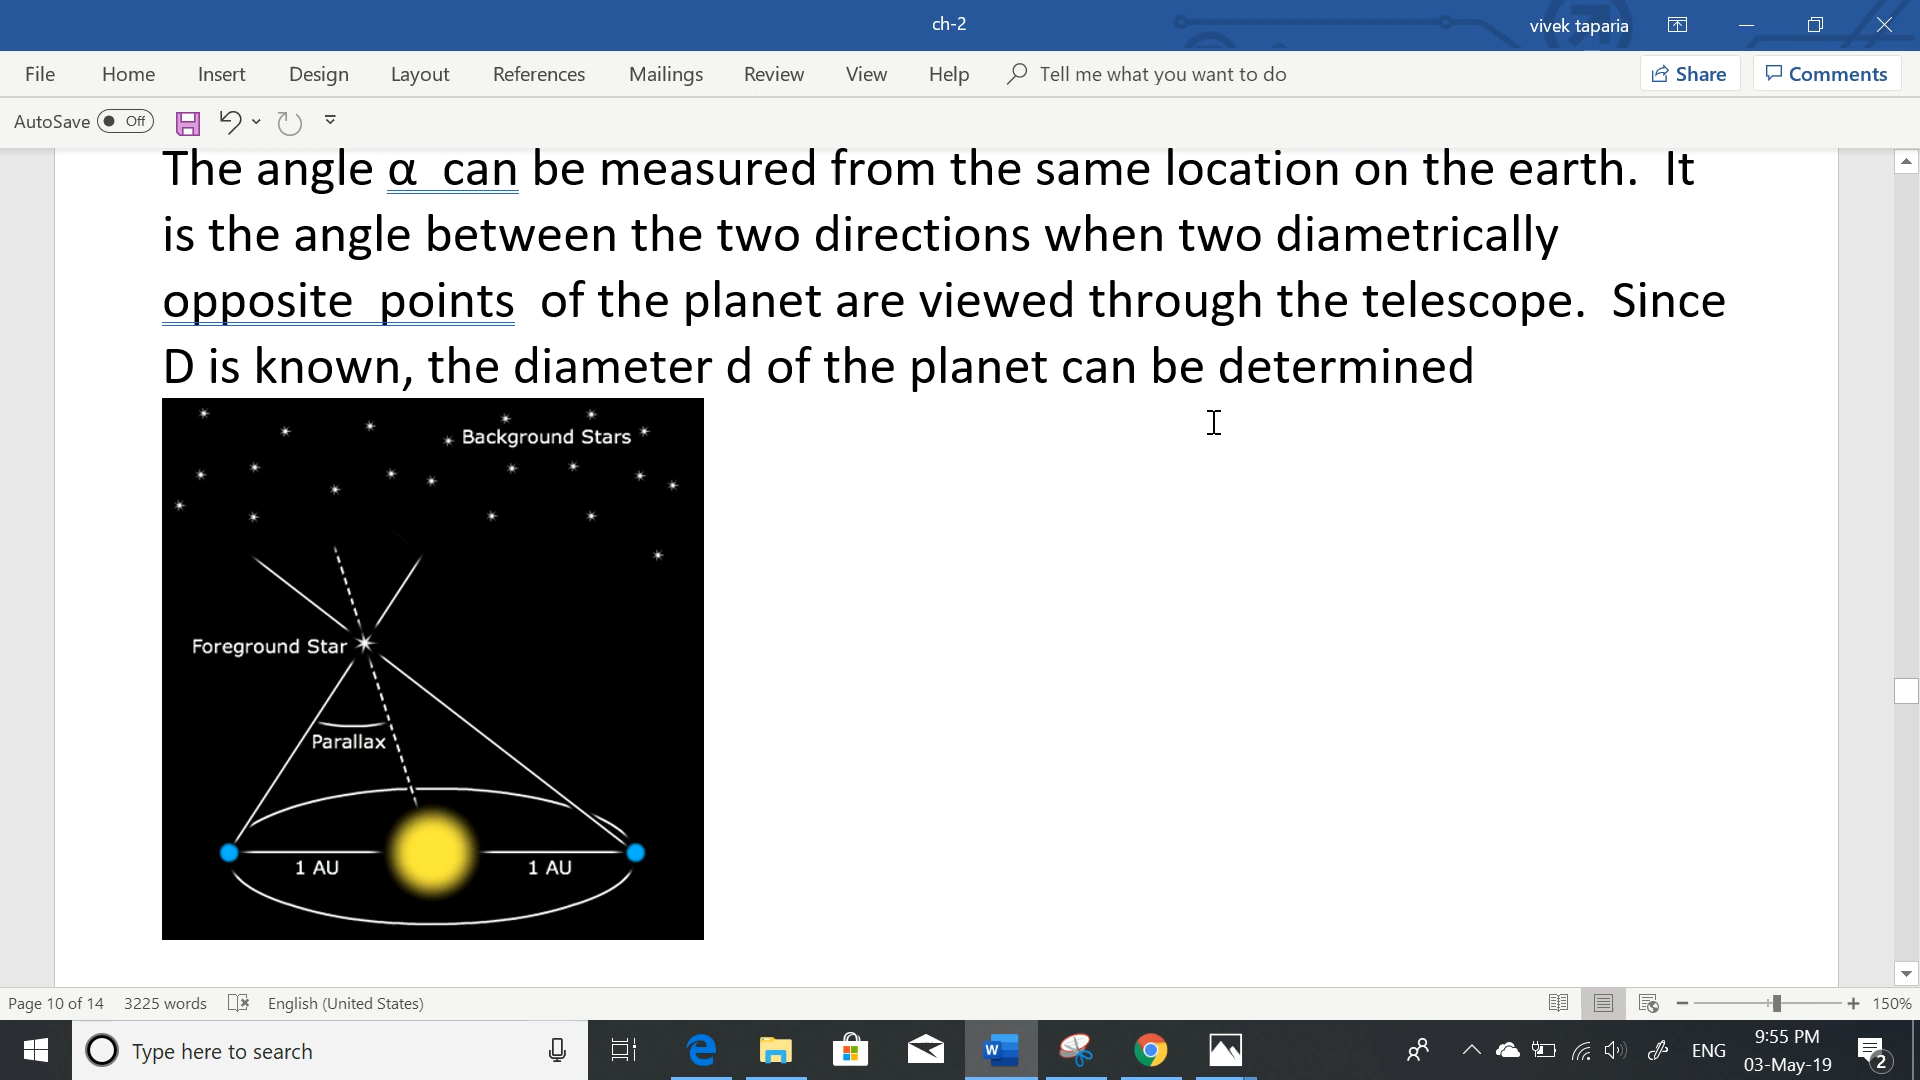 ch-2
vivek taparia
File Home Insert Design Layout References Mailings Review View Help Tell me what you want to do Share Comments
AutoSave Off
The angle α  can be measured from the same location on the earth.  It
is the angle between the two directions when two diametrically
opposite  points  of the planet are viewed through the telescope.  Since
D is known, the diameter d of the planet can be determined
Background Stars
Foreground Star
Parallax
1 AU 1 AU
Page 10 of 14 3225 words English (United States) 150%
Type here to search ENG 9:55 PM
03-May-19 2